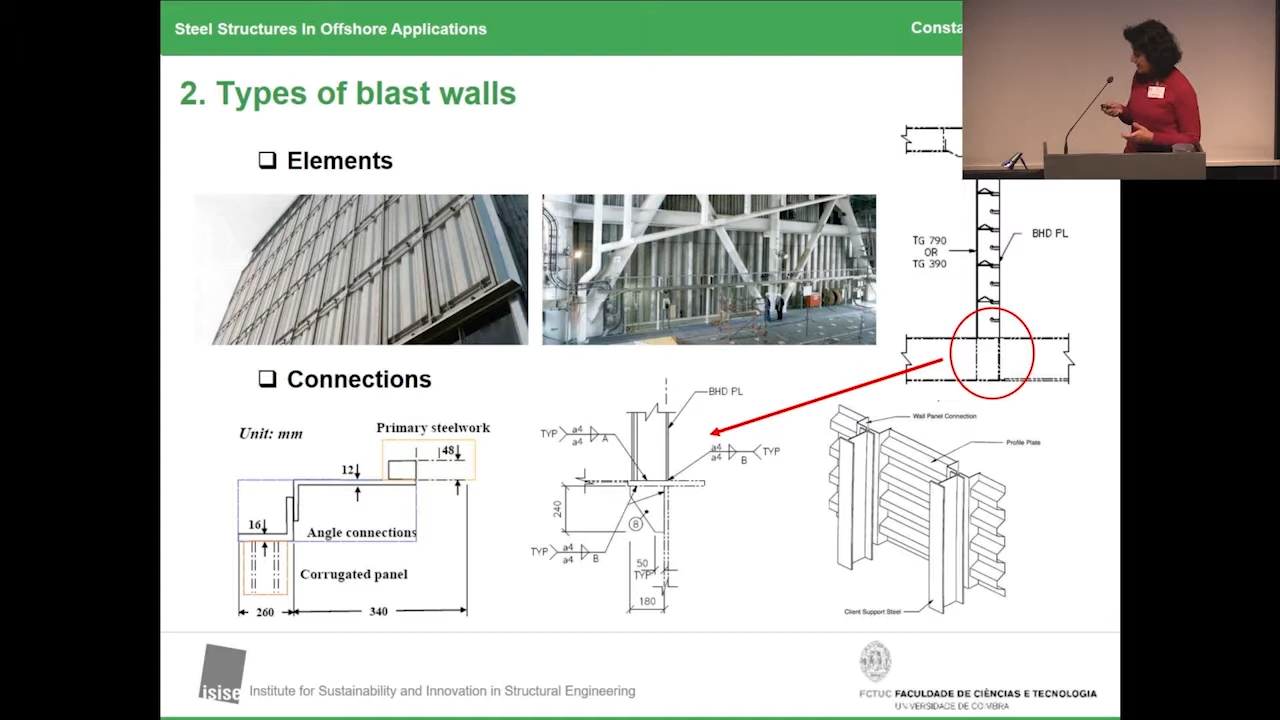 Steel Structures In Offshore Applications
Consta
2. Types of blast walls
Elements
TG 790
OR
TG 390
BHD PL
Connections
Unit: mm
Primary steelwork
48
12
16
Angle connections
Corrugated panel
260
340
BHD PL
TYP
a4
a4
A
a4
a4
B
TYP
240
8
TYP
a4
a4
B
50
TYP
180
Wall Panel Connection
Profile Plate
Client Support Steel
isise Institute for Sustainability and Innovation in Structural Engineering
FCTUC FACULDADE DE CIÊNCIAS E TECNOLOGIA
UNIVERSIDADE DE COIMBRA